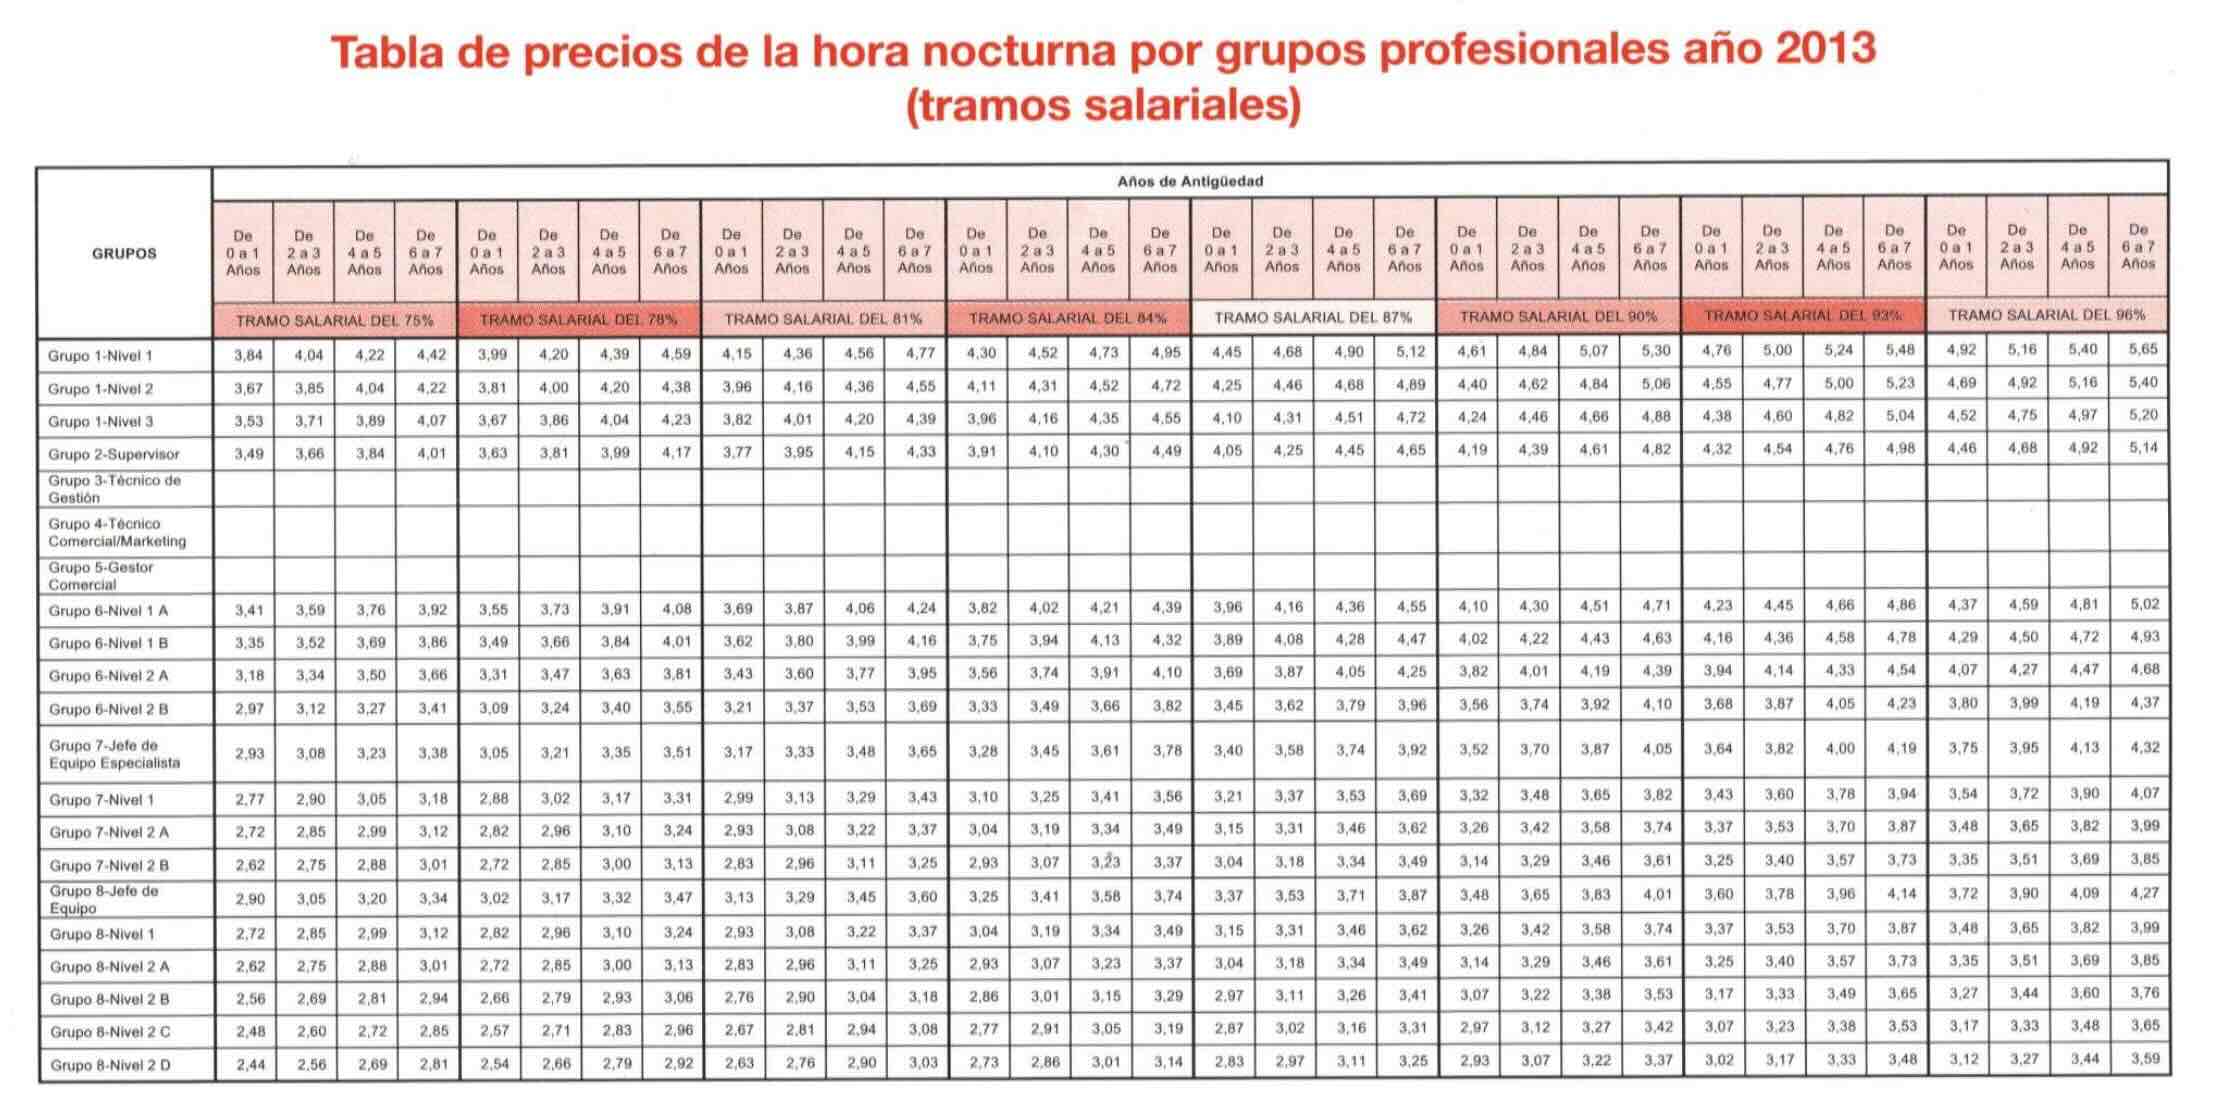 Tabla de precios de la hora nocturna por grupos profesionales año 2013
(tramos salariales)
Años de Antigüedad
GRUPOS
De De De De De De De De De De De De De De De De De De De De De De De De De De De De De De De De
0 a 1 2 a 3 4 a 5 6 a 7 0 a 1 2 a 3 4 a 5 6 a 7 0 a 1 2 a 3 4 a 5 6 a 7 0 a 1 2 a 3 4 a 5 6 a 7 0 a 1 2 a 3 4 a 5 6 a 7 0 a 1 2 a 3 4 a 5 6 a 7 0 a 1 2 a 3 4 a 5 6 a 7 0 a 1 2 a 3 4 a 5 6 a 7
Años Años Años Años Años Años Años Años Años Años Años Años Años Años Años Años Años Años Años Años Años Años Años Años Años Años Años Años Años Años Años Años
TRAMO SALARIAL DEL 75% TRAMO SALARIAL DEL 78% TRAMO SALARIAL DEL 81% TRAMO SALARIAL DEL 84% TRAMO SALARIAL DEL 87% TRAMO SALARIAL DEL 90% TRAMO SALARIAL DEL 93% TRAMO SALARIAL DEL 96%
Grupo 1-Nivel 1 3,84 4,04 4,22 4,42 3,99 4,20 4,39 4,59 4,15 4,36 4,56 4,77 4,30 4,52 4,73 4,95 4,45 4,68 4,90 5,12 4,61 4,84 5,07 5,30 4,76 5,00 5,24 5,48 4,92 5,16 5,40 5,65
Grupo 1-Nivel 2 3,67 3,85 4,04 4,22 3,81 4,00 4,20 4,38 3,96 4,16 4,36 4,55 4,11 4,31 4,52 4,72 4,25 4,46 4,68 4,89 4,40 4,62 4,84 5,06 4,55 4,77 5,00 5,23 4,69 4,92 5,16 5,40
Grupo 1-Nivel 3 3,53 3,71 3,89 4,07 3,67 3,86 4,04 4,23 3,82 4,01 4,20 4,39 3,96 4,16 4,35 4,55 4,10 4,31 4,51 4,72 4,24 4,46 4,66 4,88 4,38 4,60 4,82 5,04 4,52 4,75 4,97 5,20
Grupo 2-Supervisor 3,49 3,66 3,84 4,01 3,63 3,81 3,99 4,17 3,77 3,95 4,15 4,33 3,91 4,10 4,30 4,49 4,05 4,25 4,45 4,65 4,19 4,39 4,61 4,82 4,32 4,54 4,76 4,98 4,46 4,68 4,92 5,14
Grupo 3-Técnico de
Gestión
Grupo 4-Técnico
Comercial/Marketing
Grupo 5-Gestor
Comercial
Grupo 6-Nivel 1 A 3,41 3,59 3,76 3,92 3,55 3,73 3,91 4,08 3,69 3,87 4,06 4,24 3,82 4,02 4,21 4,39 3,96 4,16 4,36 4,55 4,10 4,30 4,51 4,71 4,23 4,45 4,66 4,86 4,37 4,59 4,81 5,02
Grupo 6-Nivel 1 B 3,35 3,52 3,69 3,86 3,49 3,66 3,84 4,01 3,62 3,80 3,99 4,16 3,75 3,94 4,13 4,32 3,89 4,08 4,28 4,47 4,02 4,22 4,43 4,63 4,16 4,36 4,58 4,78 4,29 4,50 4,72 4,93
Grupo 6-Nivel 2 A 3,18 3,34 3,50 3,66 3,31 3,47 3,63 3,81 3,43 3,60 3,77 3,95 3,56 3,74 3,91 4,10 3,69 3,87 4,05 4,25 3,82 4,01 4,19 4,39 3,94 4,14 4,33 4,54 4,07 4,27 4,47 4,68
Grupo 6-Nivel 2 B 2,97 3,12 3,27 3,41 3,09 3,24 3,40 3,55 3,21 3,37 3,53 3,69 3,33 3,49 3,66 3,82 3,45 3,62 3,79 3,96 3,56 3,74 3,92 4,10 3,68 3,87 4,05 4,23 3,80 3,99 4,19 4,37
Grupo 7-Jefe de
Equipo Especialista 2,93 3,08 3,23 3,38 3,05 3,21 3,35 3,51 3,17 3,33 3,48 3,65 3,28 3,45 3,61 3,78 3,40 3,58 3,74 3,92 3,52 3,70 3,87 4,05 3,64 3,82 4,00 4,19 3,75 3,95 4,13 4,32
Grupo 7-Nivel 1 2,77 2,90 3,05 3,18 2,88 3,02 3,17 3,31 2,99 3,13 3,29 3,43 3,10 3,25 3,41 3,56 3,21 3,37 3,53 3,69 3,32 3,48 3,65 3,82 3,43 3,60 3,78 3,94 3,54 3,72 3,90 4,07
Grupo 7-Nivel 2 A 2,72 2,85 2,99 3,12 2,82 2,96 3,10 3,24 2,93 3,08 3,22 3,37 3,04 3,19 3,34 3,49 3,15 3,31 3,46 3,62 3,26 3,42 3,58 3,74 3,37 3,53 3,70 3,87 3,48 3,65 3,82 3,99
Grupo 7-Nivel 2 B 2,62 2,75 2,88 3,01 2,72 2,85 3,00 3,13 2,83 2,96 3,11 3,25 2,93 3,07 3,23 3,37 3,04 3,18 3,34 3,49 3,14 3,29 3,46 3,61 3,25 3,40 3,57 3,73 3,35 3,51 3,69 3,85
Grupo 8-Jefe de
Equipo 2,90 3,05 3,20 3,34 3,02 3,17 3,32 3,47 3,13 3,29 3,45 3,60 3,25 3,41 3,58 3,74 3,37 3,53 3,71 3,87 3,48 3,65 3,83 4,01 3,60 3,78 3,96 4,14 3,72 3,90 4,09 4,27
Grupo 8-Nivel 1 2,72 2,85 2,99 3,12 2,82 2,96 3,10 3,24 2,93 3,08 3,22 3,37 3,04 3,19 3,34 3,49 3,15 3,31 3,46 3,62 3,26 3,42 3,58 3,74 3,37 3,53 3,70 3,87 3,48 3,65 3,82 3,99
Grupo 8-Nivel 2 A 2,62 2,75 2,88 3,01 2,72 2,85 3,00 3,13 2,83 2,96 3,11 3,25 2,93 3,07 3,23 3,37 3,04 3,18 3,34 3,49 3,14 3,29 3,46 3,61 3,25 3,40 3,57 3,73 3,35 3,51 3,69 3,85
Grupo 8-Nivel 2 B 2,56 2,69 2,81 2,94 2,66 2,79 2,93 3,06 2,76 2,90 3,04 3,18 2,86 3,01 3,15 3,29 2,97 3,11 3,26 3,41 3,07 3,22 3,38 3,53 3,17 3,33 3,49 3,65 3,27 3,44 3,60 3,76
Grupo 8-Nivel 2 C 2,48 2,60 2,72 2,85 2,57 2,71 2,83 2,96 2,67 2,81 2,94 3,08 2,77 2,91 3,05 3,19 2,87 3,02 3,16 3,31 2,97 3,12 3,27 3,42 3,07 3,23 3,38 3,53 3,17 3,33 3,48 3,65
Grupo 8-Nivel 2 D 2,44 2,56 2,69 2,81 2,54 2,66 2,79 2,92 2,63 2,76 2,90 3,03 2,73 2,86 3,01 3,14 2,83 2,97 3,11 3,25 2,93 3,07 3,22 3,37 3,02 3,17 3,33 3,48 3,12 3,27 3,44 3,59